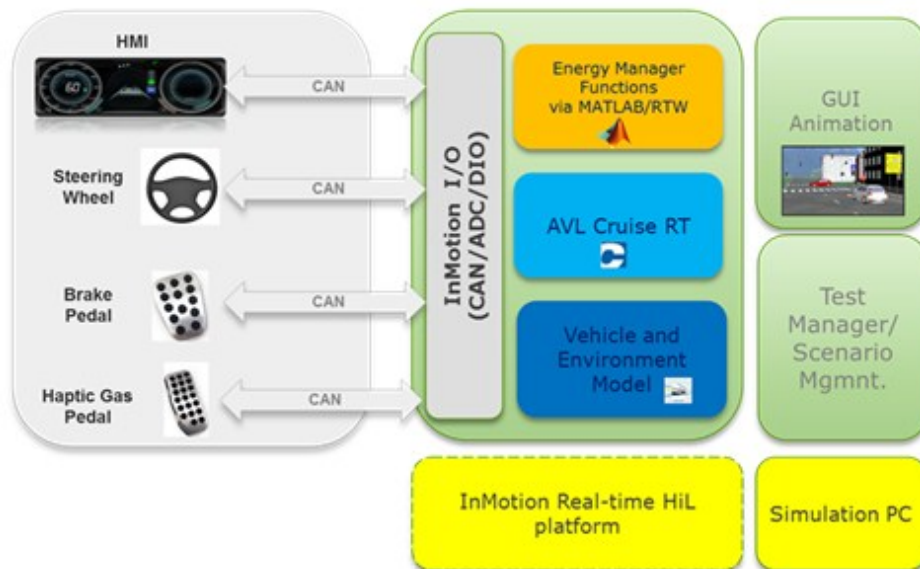 HMI
60
CAN
Steering
Wheel
CAN
Brake
Pedal
CAN
Haptic Gas
Pedal
CAN
InMotion I/O
(CAN/ADC/DIO)
Energy Manager
Functions
via MATLAB/RTW
AVL Cruise RT
Vehicle and
Environment
Model
GUI
Animation
Test
Manager/
Scenario
Mgmnt.
InMotion Real-time HiL
platform
Simulation PC